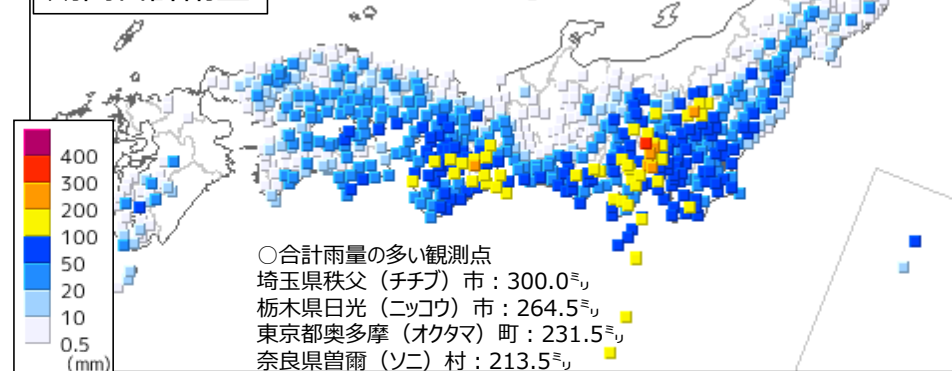 400
300
200
100
50
20
10
0.5
(mm)
○合計雨量の多い観測点
埼玉県秩父（チチブ）市：300.0㍉
栃木県日光（ニッコウ）市：264.5㍉
東京都奥多摩（オクタマ）町：231.5㍉
奈良県曽爾（ソニ）村：213.5㍉